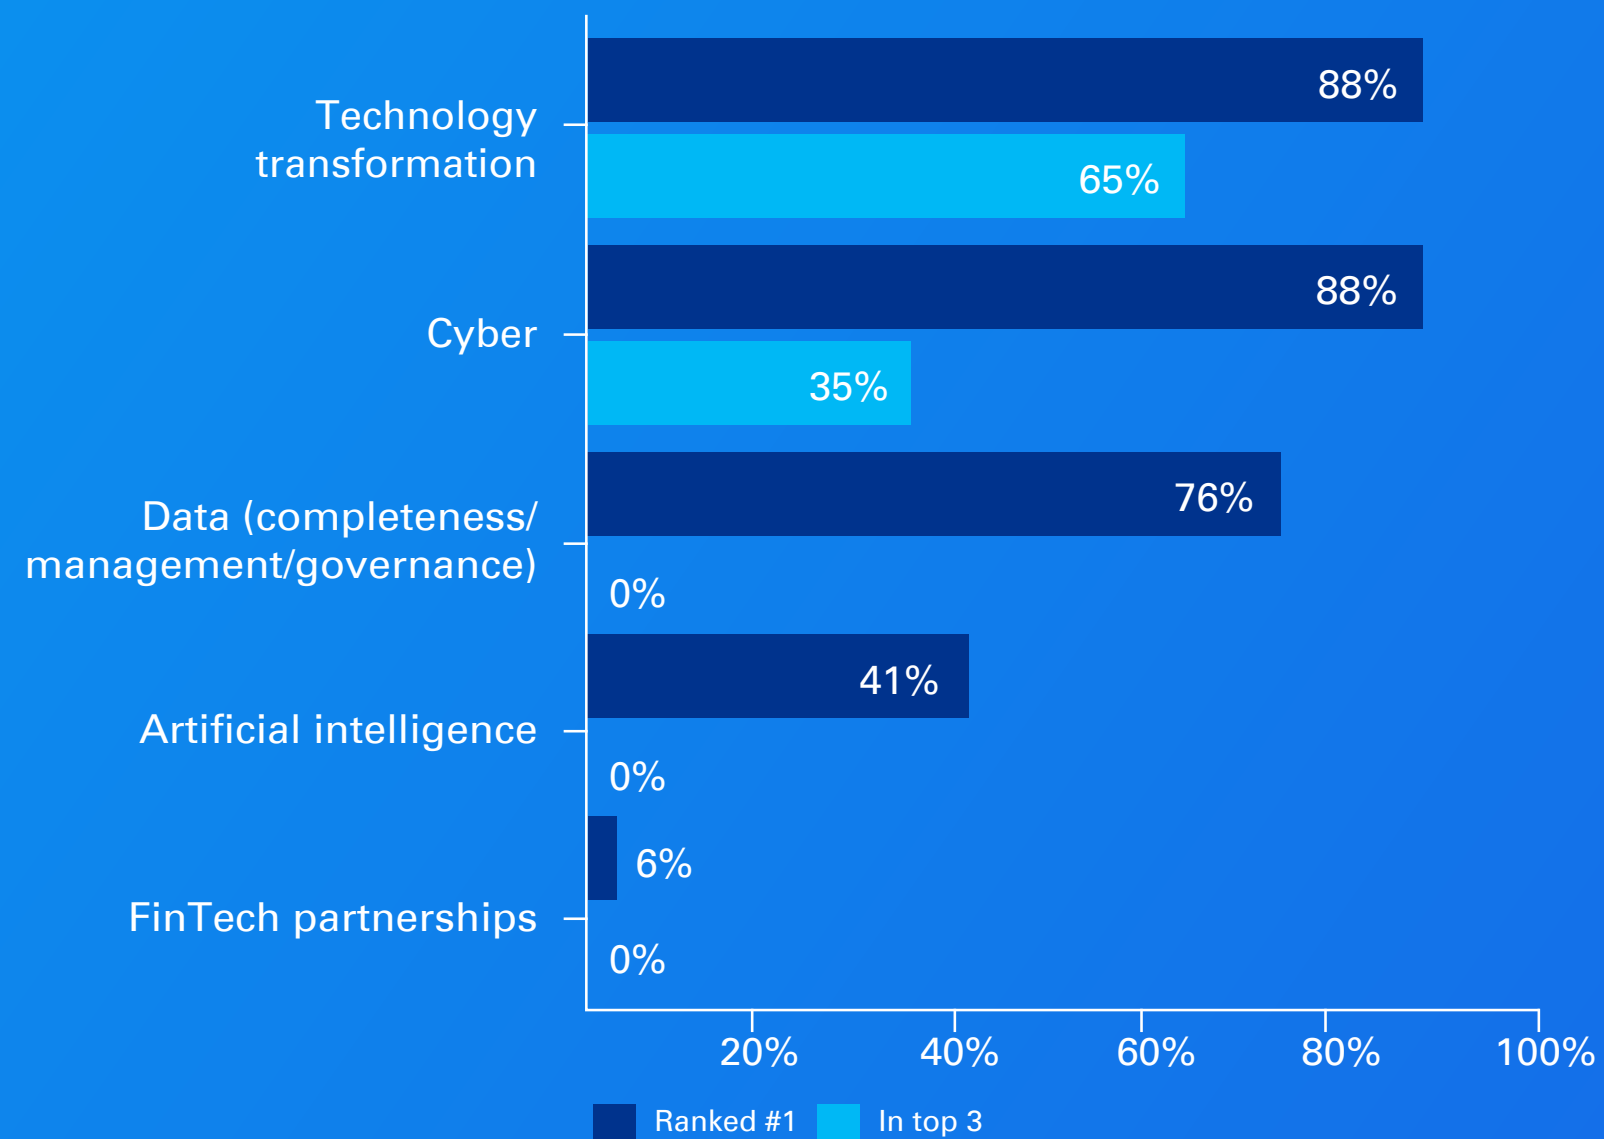 88%
Technology
transformation
65%
88%
Cyber
35%
76%
Data (completeness/
management/governance)
0%
41%
Artificial intelligence
0%
6%
FinTech partnerships
0%
20% 40% 60% 80% 100%
Ranked #1 In top 3